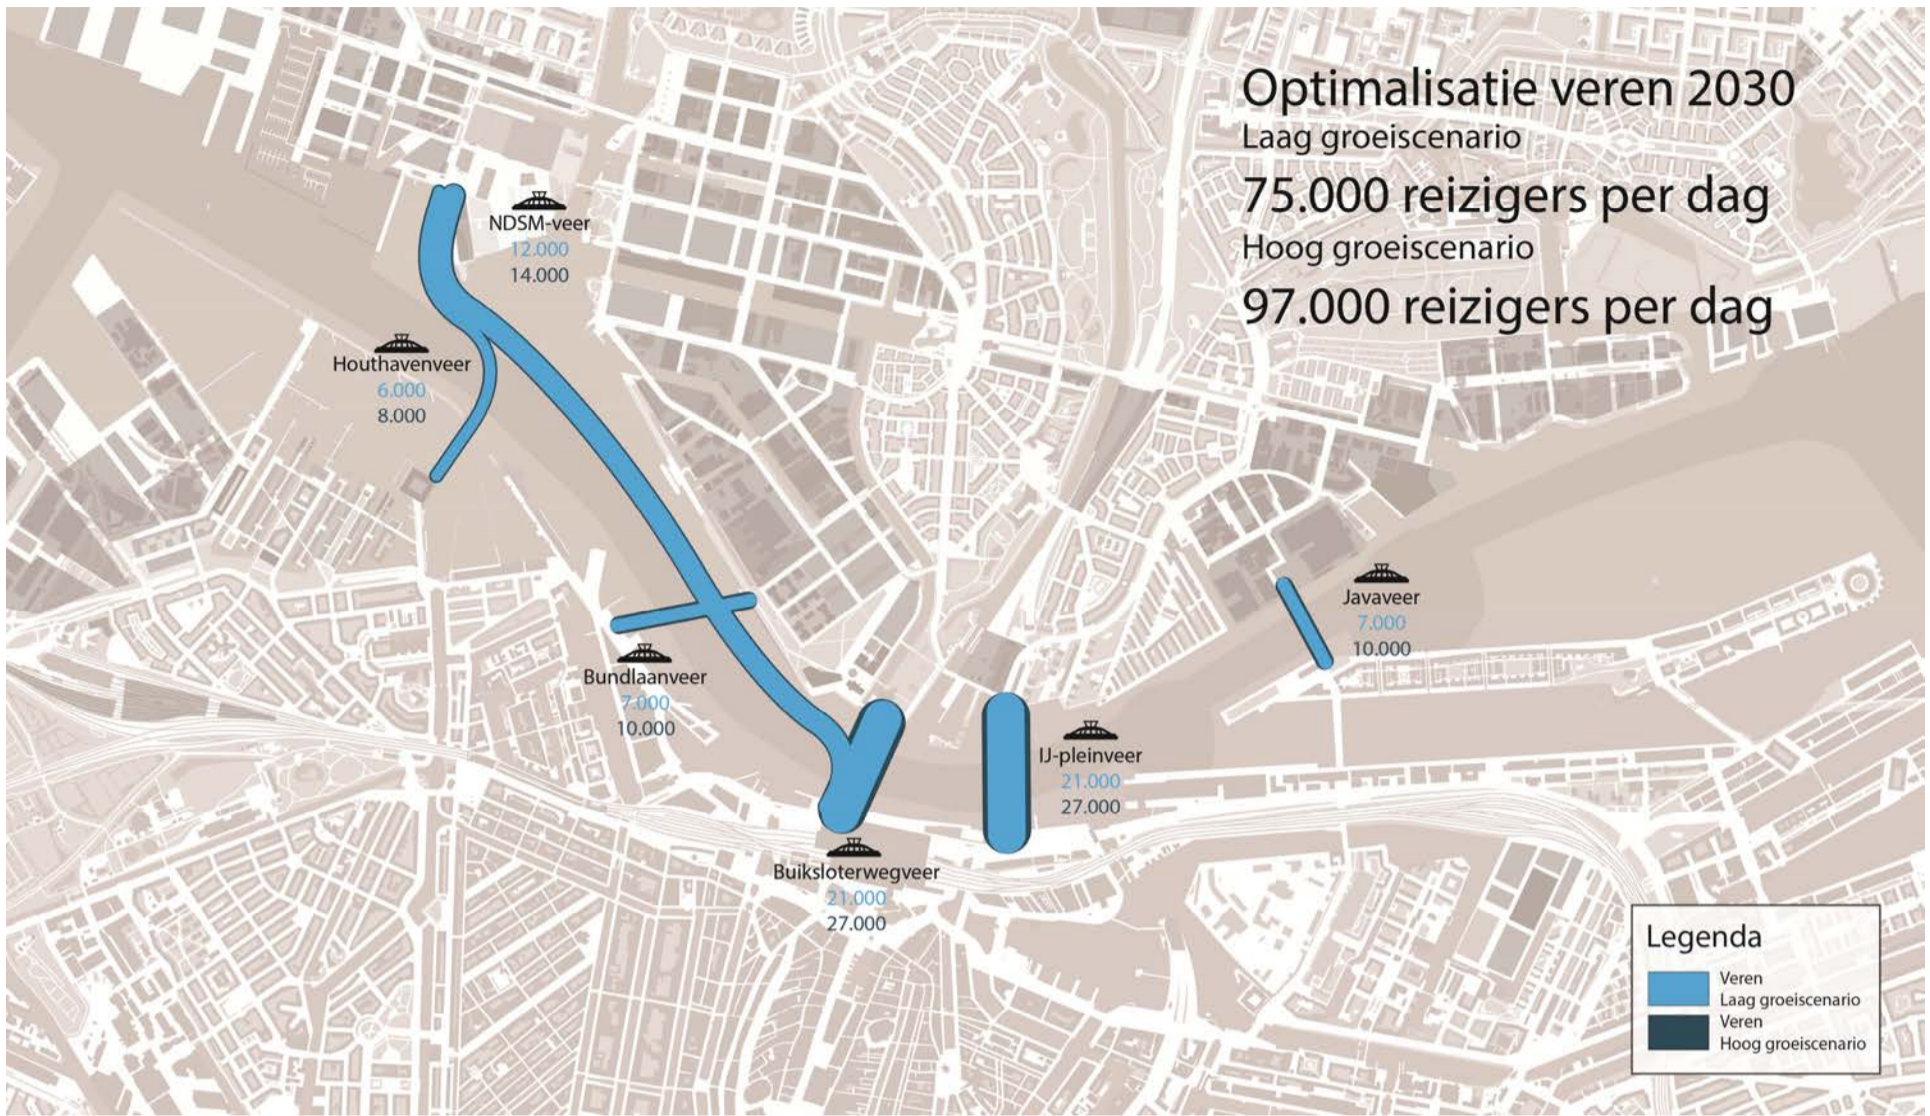 Optimalisatie veren 2030
Laag groeiscenario
75.000 reizigers per dag
Hoog groeiscenario
97.000 reizigers per dag
NDSM-veer
12.000
14.000
Houthavenveer
6.000
8.000
Javaveer
7.000
10.000
Bundlaanveer
7.000
10.000
IJ-pleinveer
21.000
27.000
Buiksloterwegveer
21.000
27.000
Legenda
Veren
Laag groeiscenario
Veren
Hoog groeiscenario